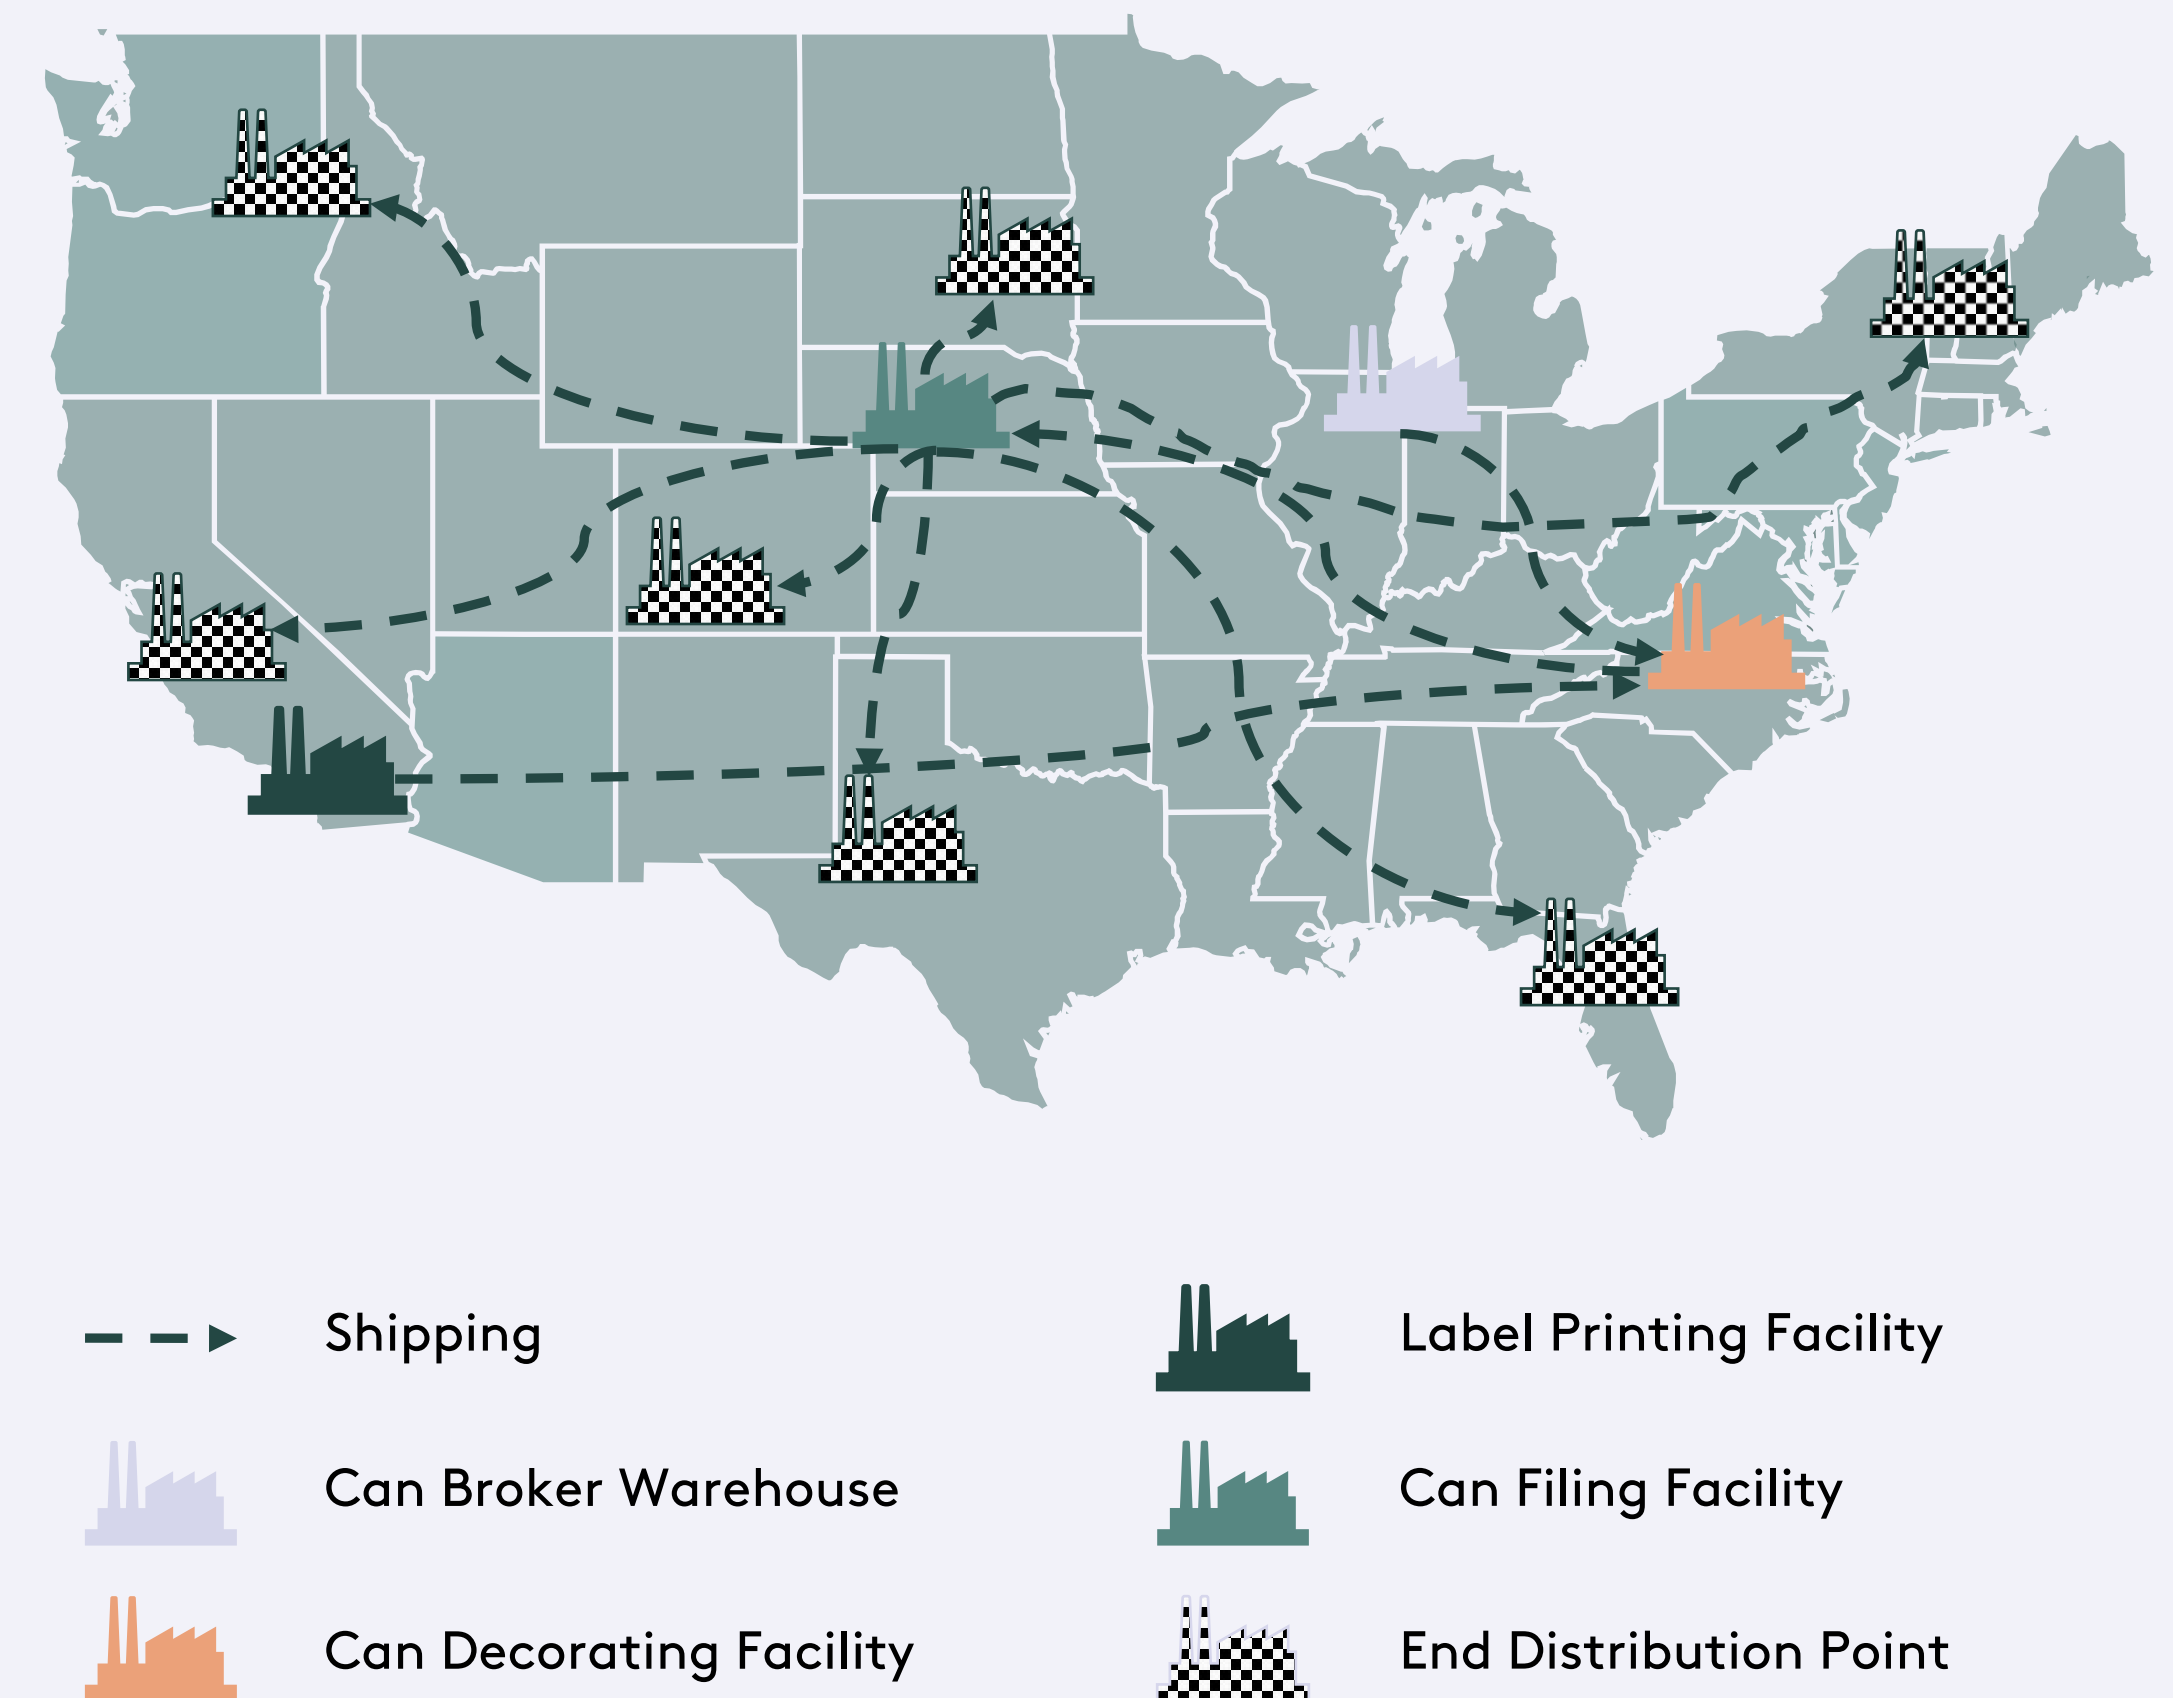 Shipping
Label Printing Facility
Can Broker Warehouse
Can Filing Facility
Can Decorating Facility
End Distribution Point